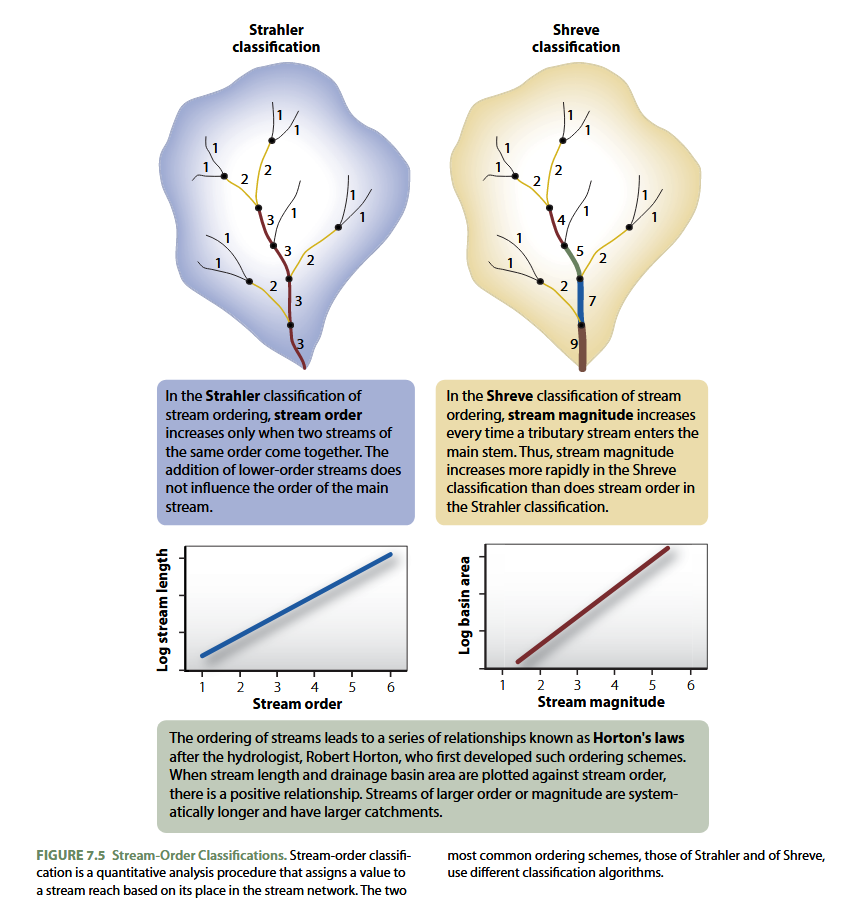 Strahler
classification
Shreve
classification
1
1
1
1
2
2
3
1
3
1
1
2
1
1
2
3
3
1
1
1
1
2
2
4
1
5
1
1
2
1
1
2
7
9
In the Strahler classification of
stream ordering, stream order
increases only when two streams of
the same order come together. The
addition of lower-order streams does
not influence the order of the main
stream.
In the Shreve classification of stream
ordering, stream magnitude increases
every time a tributary stream enters the
main stem. Thus, stream magnitude
increases more rapidly in the Shreve
classification than does stream order in
the Strahler classification.
Log stream length
1 2 3 4 5 6
Stream order
Log basin area
1 2 3 4 5 6
Stream magnitude
The ordering of streams leads to a series of relationships known as Horton's laws
after the hydrologist, Robert Horton, who first developed such ordering schemes.
When stream length and drainage basin area are plotted against stream order,
there is a positive relationship. Streams of larger order or magnitude are system-
atically longer and have larger catchments.
FIGURE 7.5 Stream-Order Classifications. Stream-order classifi-
cation is a quantitative analysis procedure that assigns a value to
a stream reach based on its place in the stream network. The two
most common ordering schemes, those of Strahler and of Shreve,
use different classification algorithms.